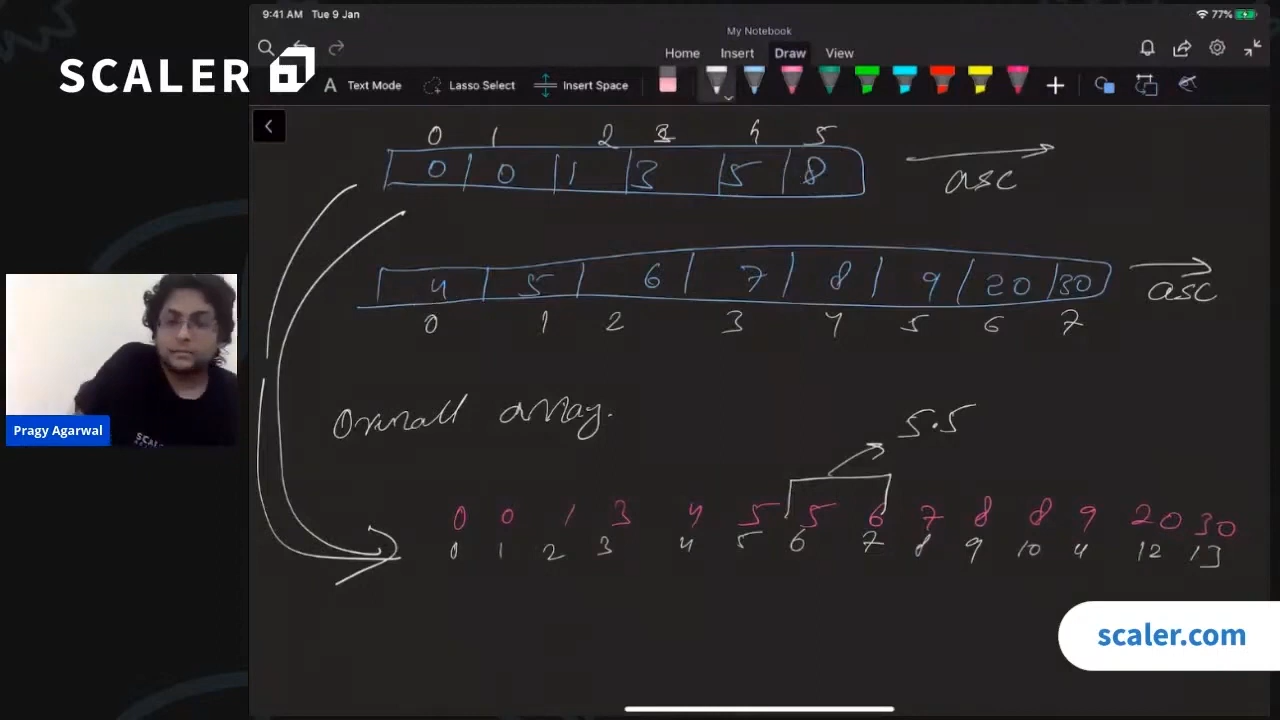 9:41 AM Tue 9 Jan
77%
My Notebook
SCALER
Home Insert Draw View
A Text Mode Lasso Select Insert Space +
0 1 2 3 4 5
0 0 1 3 5 8
asc
4 5 6 7 8 9 20 30
asc
0 1 2 3 4 5 6 7
Overall array.
5.5
Pragy Agarwal
0 0 1 3 4 5 5 6 7 8 8 9 20 30
0 1 2 3 4 5 6 7 8 9 10 11 12 13
scaler.com